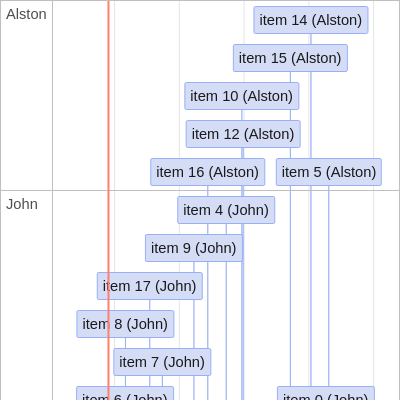 Alston
item 14 (Alston)
item 15 (Alston)
item 10 (Alston)
item 12 (Alston)
item 16 (Alston)
item 5 (Alston)
John
item 4 (John)
item 9 (John)
item 17 (John)
item 8 (John)
item 7 (John)
item 6 (John)
item 0 (John)